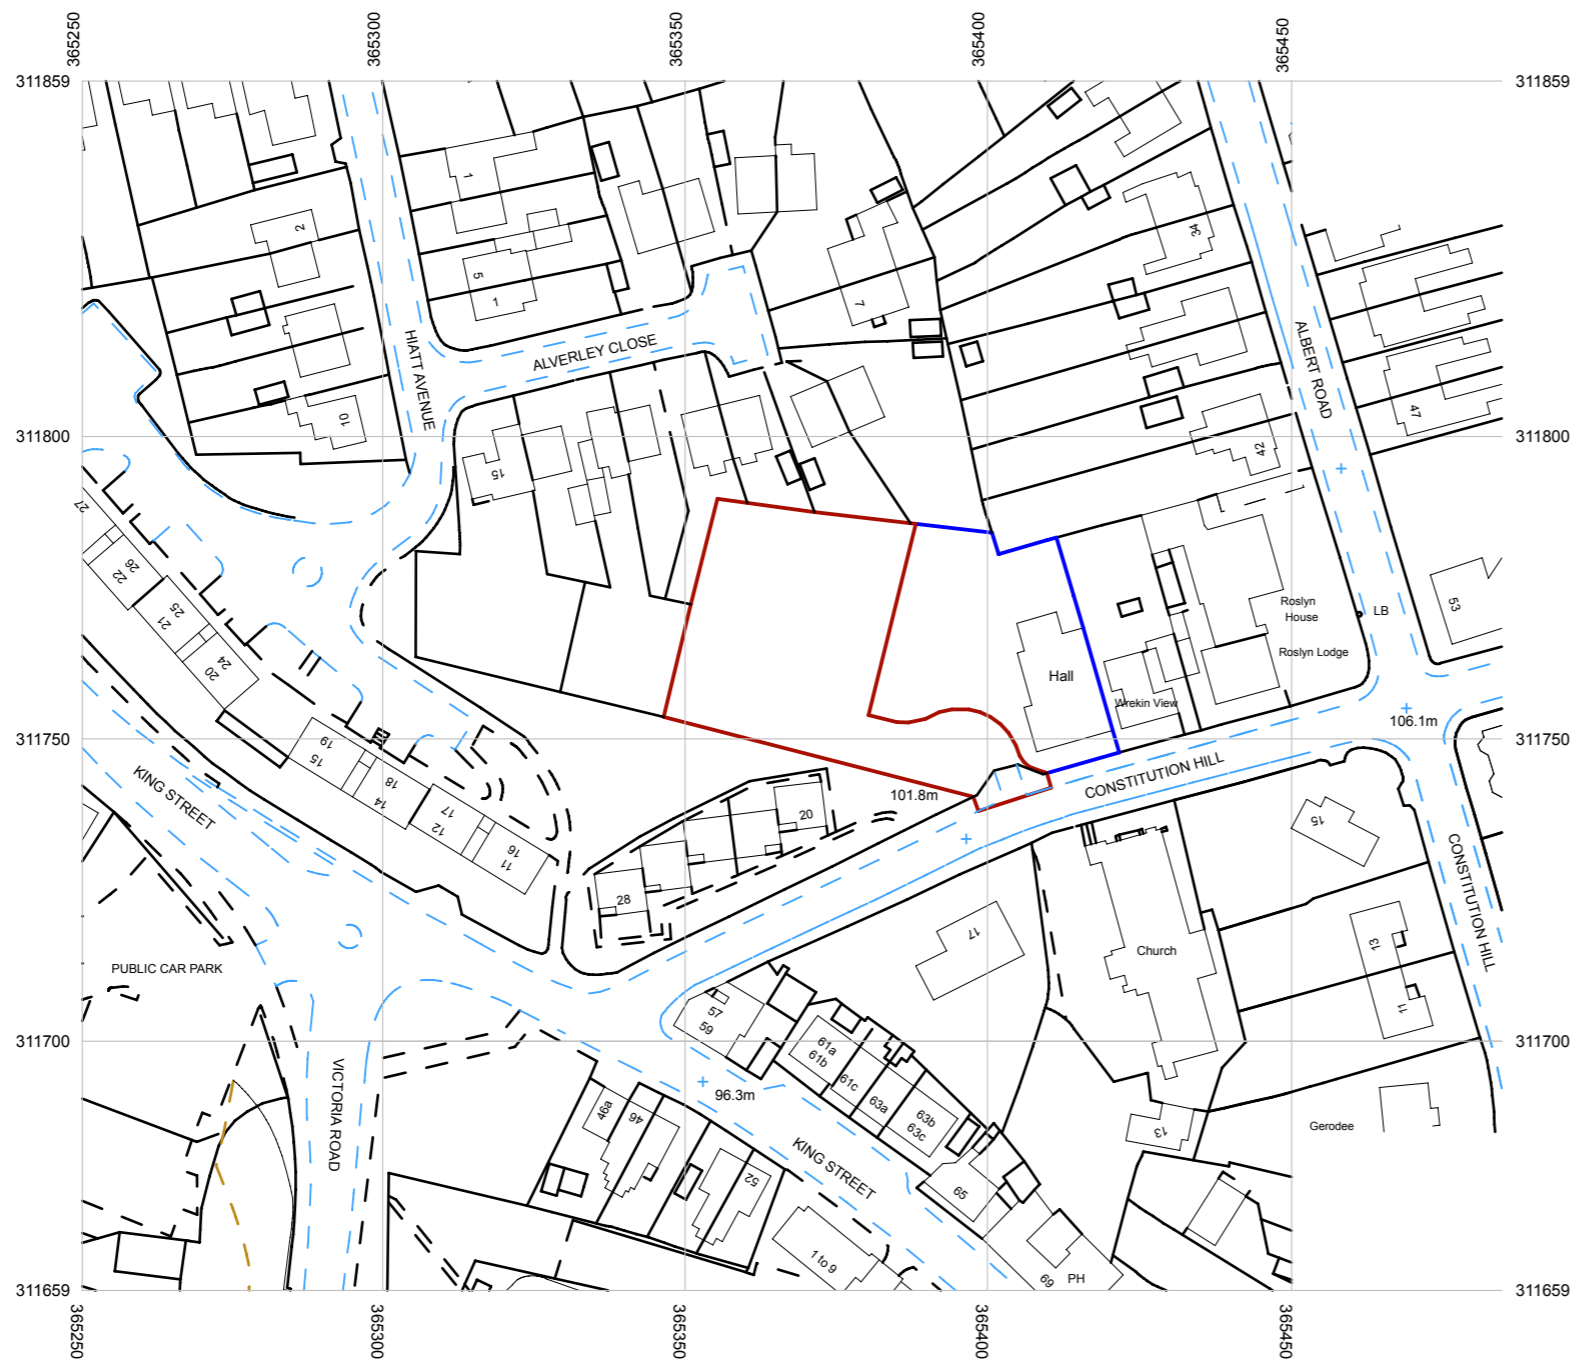 365250
365300
365350
365400
365450
311859
311859
1
2
34
5
1
7
HIATT AVENUE
ALVERLEY CLOSE
ALBERT ROAD
10
47
311800
311800
15
42
27
26
22
25
21
24
20
Roslyn
House
LB
53
Roslyn Lodge
Hall
Wrekin View
106.1m
311750
311750
19
15
18
14
17
12
16
11
KING STREET
CONSTITUTION HILL
101.8m
20
15
28
CONSTITUTION HILL
17
Church
13
PUBLIC CAR PARK
11
57
59
311700
311700
61a
61b
61c
63a
63b
63c
VICTORIA ROAD
96.3m
46a
46
13
Gerodee
KING STREET
52
65
1 to 9
69
PH
311659
311659
365250
365300
365350
365400
365450